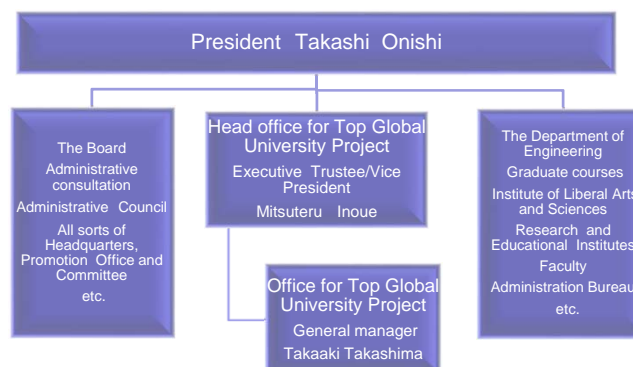 President Takashi Onishi
The Board
Administrative
consultation
Administrative Council
All sorts of
Headquarters,
Promotion Office and
Committee
etc.
Head office for Top Global
University Project
Executive Trustee/Vice
President
Mitsuteru Inoue
Office for Top Global
University Project
General manager
Takaaki Takashima
The Department of
Engineering
Graduate courses
Institute of Liberal Arts
and Sciences
Research and
Educational Institutes
Faculty
Administration Bureau
etc.